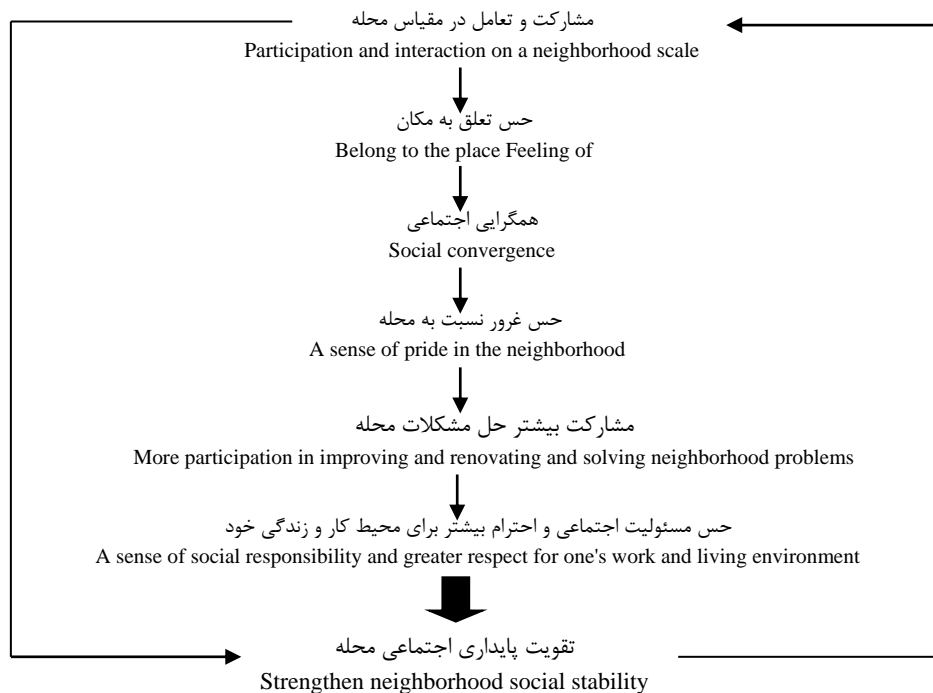 مشارکت و تعامل در مقیاس محله
Participation and interaction on a neighborhood scale
حس تعلق به مکان
Belong to the place Feeling of
همگرایی اجتماعی
Social convergence
حس غرور نسبت به محله
A sense of pride in the neighborhood
مشارکت بیشتر حل مشکلات محله
More participation in improving and renovating and solving neighborhood problems
حس مسئولیت اجتماعی و احترام بیشتر برای محیط کار و زندگی خود
A sense of social responsibility and greater respect for one's work and living environment
تقویت پایداری اجتماعی محله
Strengthen neighborhood social stability